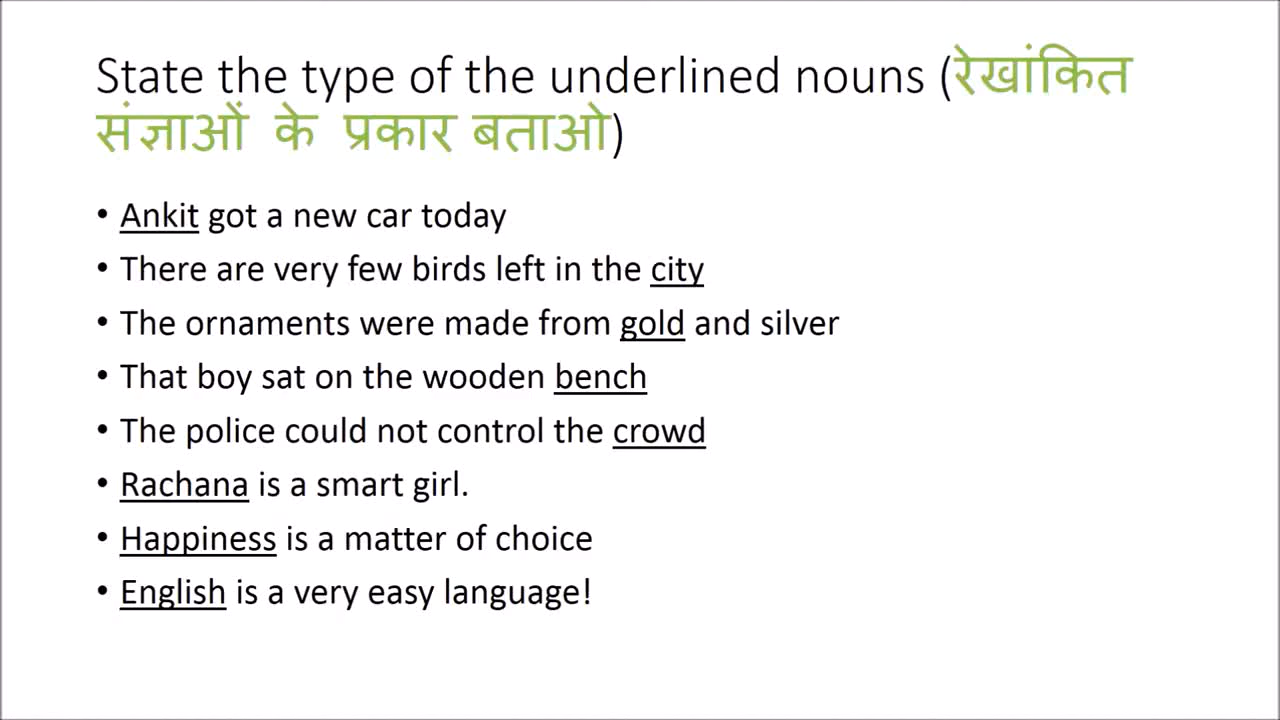 State the type of the underlined nouns (रेखांकित
संज्ञाओं के प्रकार बताओ)
• Ankit got a new car today
• There are very few birds left in the city
• The ornaments were made from gold and silver
• That boy sat on the wooden bench
• The police could not control the crowd
• Rachana is a smart girl.
• Happiness is a matter of choice
• English is a very easy language!